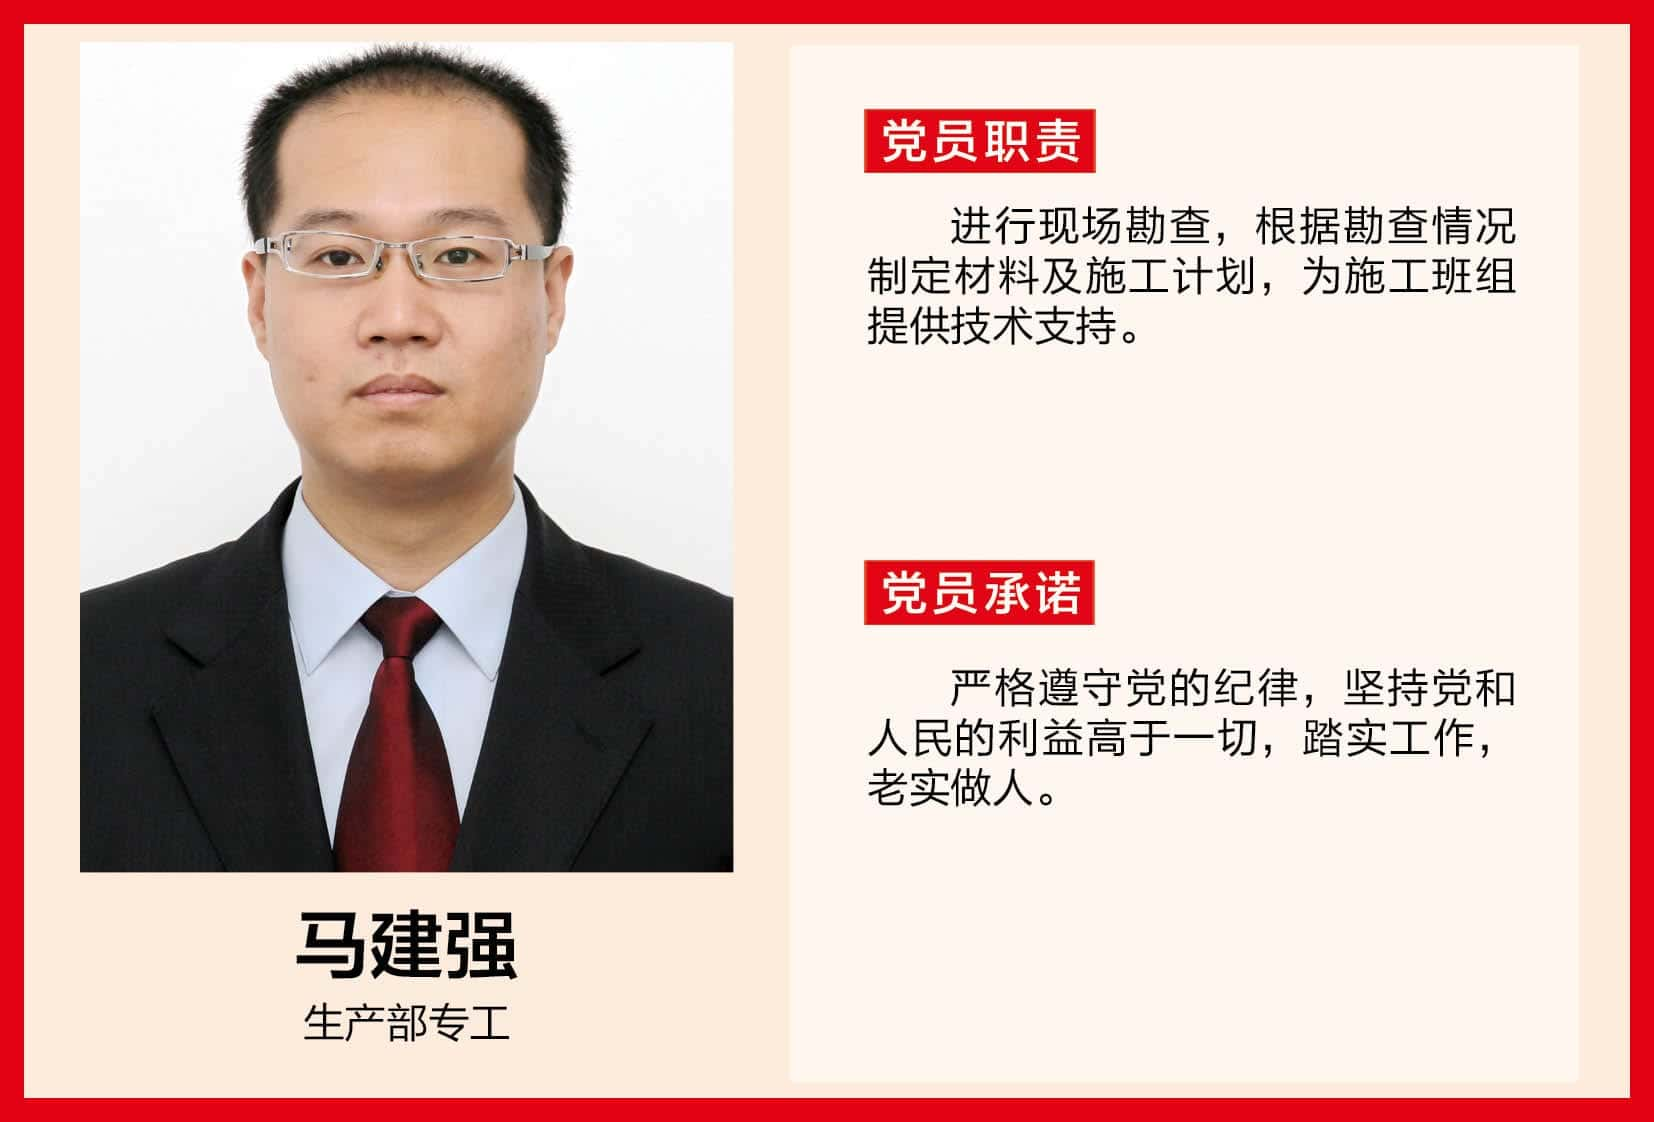 党员职责
进行现场勘查，根据勘查情况
制定材料及施工计划，为施工班组
提供技术支持。
党员承诺
严格遵守党的纪律，坚持党和
人民的利益高于一切，踏实工作，
老实做人。
马建强
生产部专工